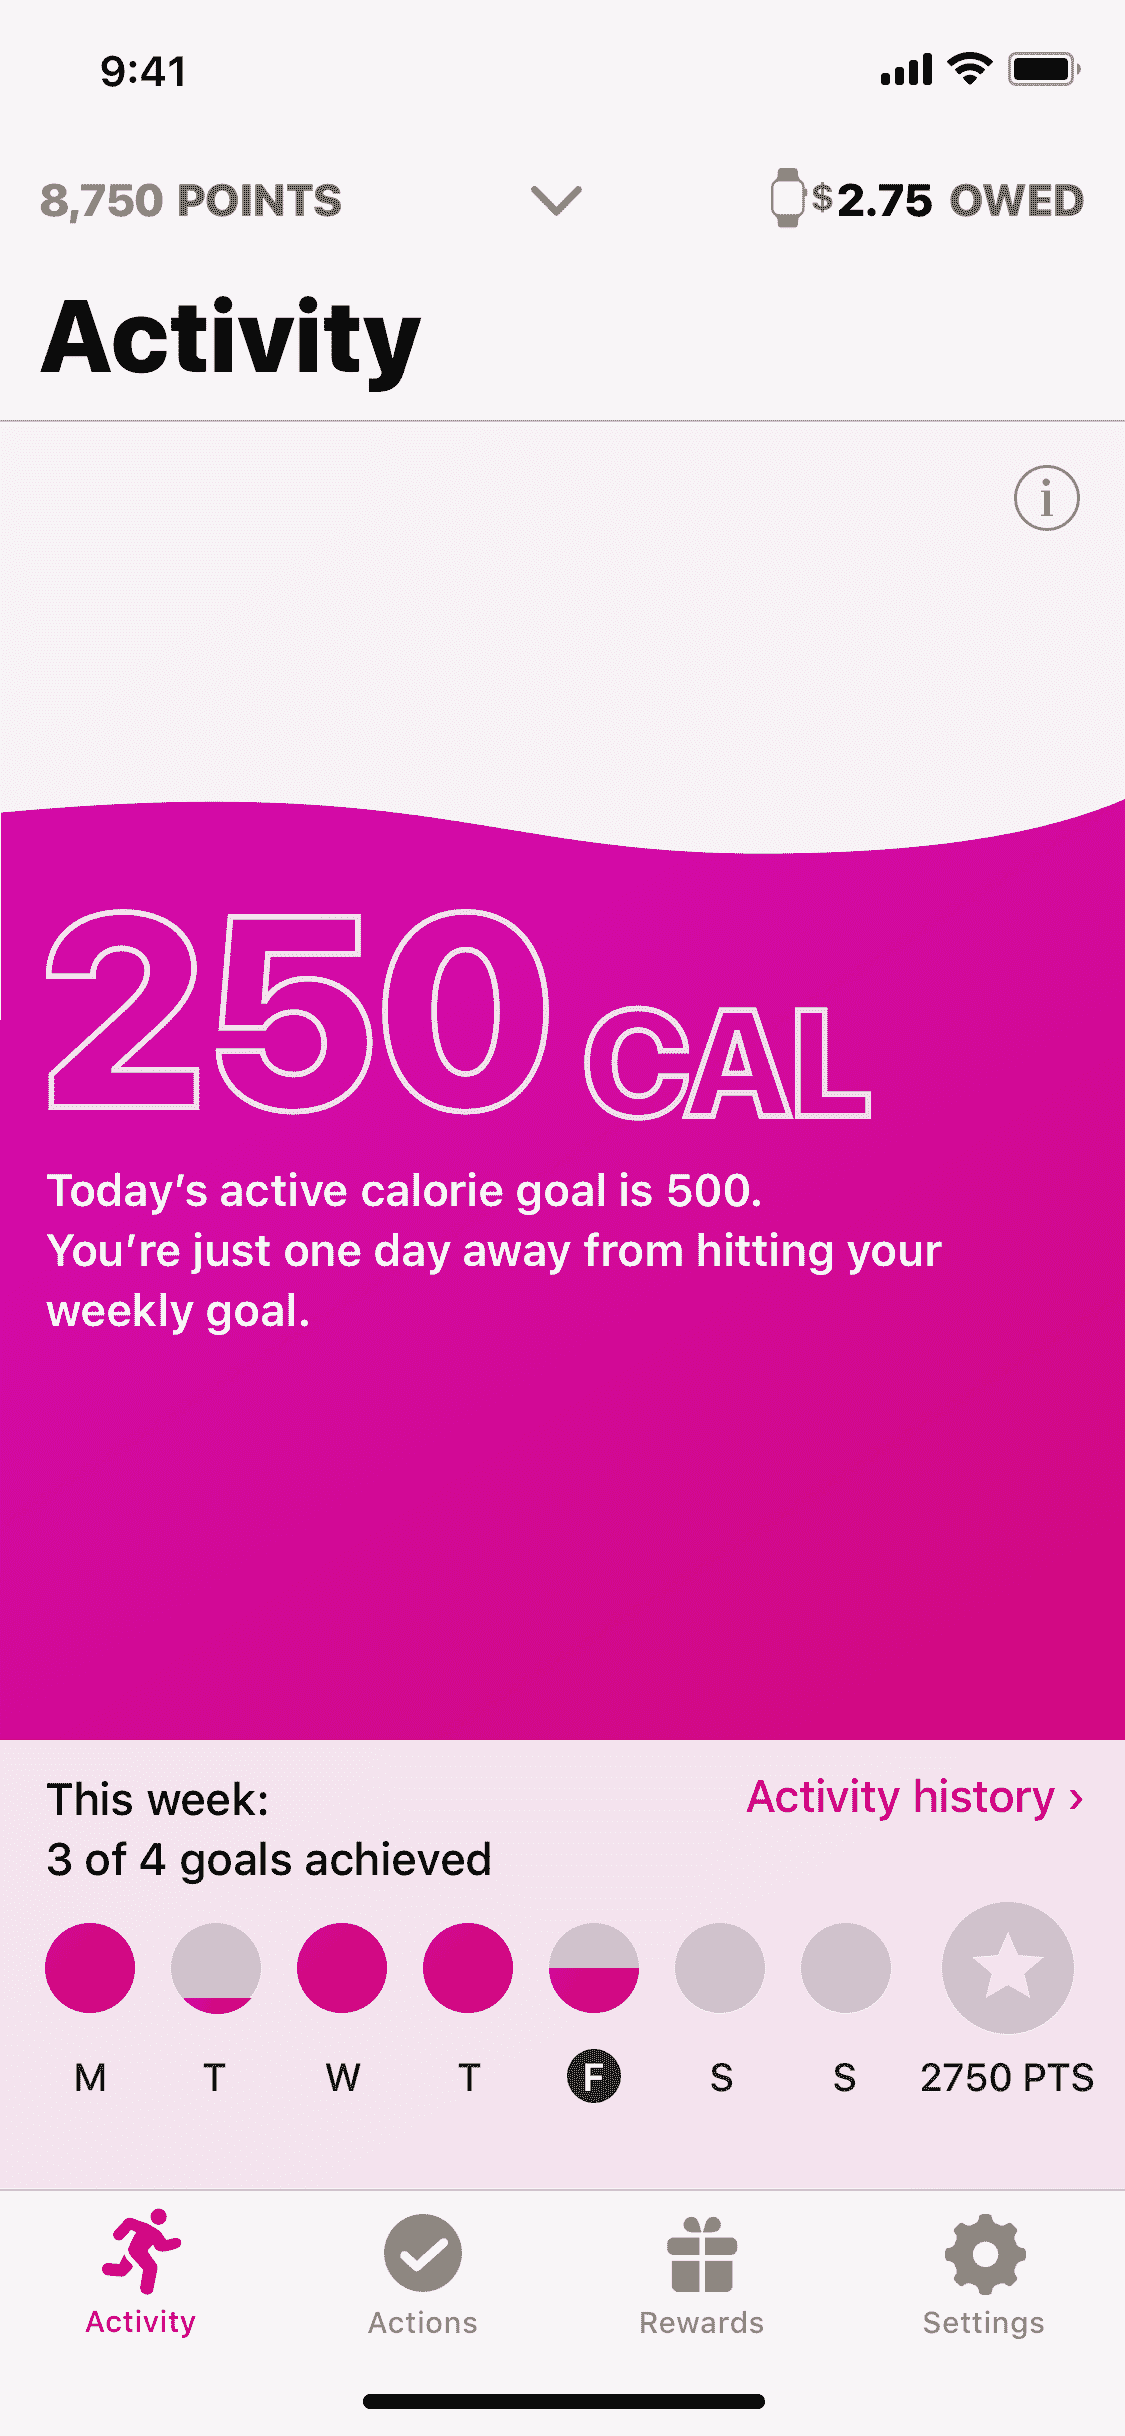 9:41
8,750 POINTS
$2.75 OWED
Activity
i
250 CAL
Today’s active calorie goal is 500.
You’re just one day away from hitting your
weekly goal.
This week:
Activity history ›
3 of 4 goals achieved
M T W T F S S 2750 PTS
Activity Actions Rewards Settings